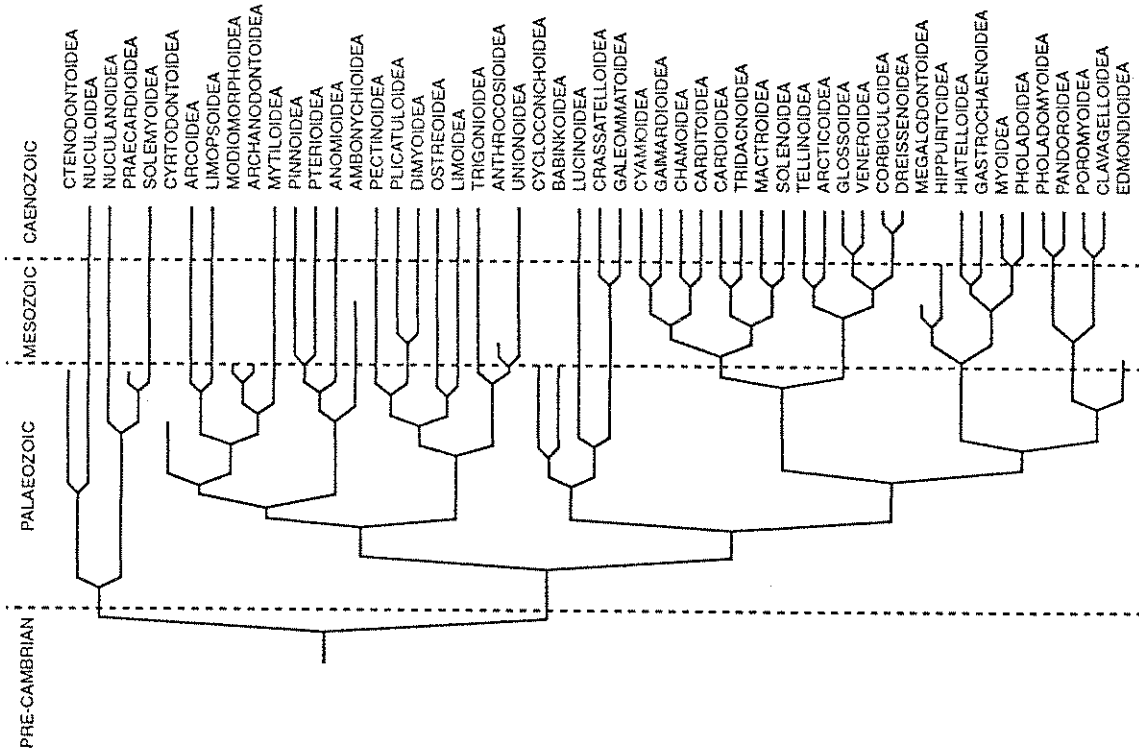 CTENODONTOIDEA
NUCULOIDEA
NUCULANOIDEA
PRAECARDIOIDEA
SOLEMYOIDEA
CYRTODONTOIDEA
ARCOIDEA
LIMOPSOIDEA
MODIOMORPHOIDEA
ARCHANODONTOIDEA
MYTILOIDEA
PINNOIDEA
PTERIOIDEA
ANOMIOIDEA
AMBONYCHIOIDEA
PECTINOIDEA
PLICATULOIDEA
DIMYOIDEA
OSTREOIDEA
LIMOIDEA
TRIGONIOIDEA
ANTHROCOSIOIDEA
UNIONOIDEA
CYCLOCONCHOIDEA
BABINKOIDEA
LUCINOIDEA
CRASSATELLOIDEA
GALEOMMATOIDEA
CYAMOIDEA
GAIMARDIOIDEA
CHAMOIDEA
CARDITOIDEA
CARDIOIDEA
TRIDACNOIDEA
MACTROIDEA
SOLENOIDEA
TELLINOIDEA
ARCTICOIDEA
GLOSSOIDEA
VENEROIDEA
CORBICULOIDEA
DREISSENOIDEA
MEGALODONTOIDEA
HIPPURITOIDEA
HIATELLOIDEA
GASTROCHAENOIDEA
MYOIDEA
PHOLADOIDEA
PHOLADOMYOIDEA
PANDOROIDEA
POROMYOIDEA
CLAVAGELLOIDEA
EDMONDIOIDEA
CAENOZOIC
MESOZOIC
PALAEOZOIC
PRE-CAMBRIAN